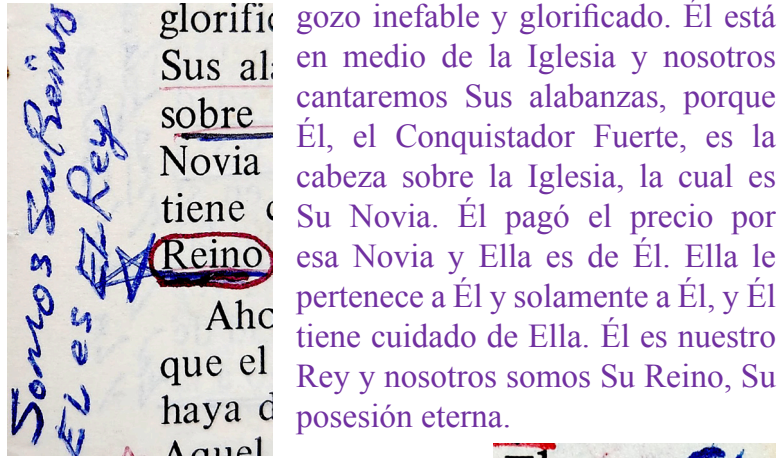 Somos Su Reino
EL es EL Rey
glorific
Sus ala
sobre
Novia
tiene c
Reino
Aho
que el
haya d
Aquel
gozo inefable y glorificado. Él está
en medio de la Iglesia y nosotros
cantaremos Sus alabanzas, porque
Él, el Conquistador Fuerte, es la
cabeza sobre la Iglesia, la cual es
Su Novia. Él pagó el precio por
esa Novia y Ella es de Él. Ella le
pertenece a Él y solamente a Él, y Él
tiene cuidado de Ella. Él es nuestro
Rey y nosotros somos Su Reino, Su
posesión eterna.